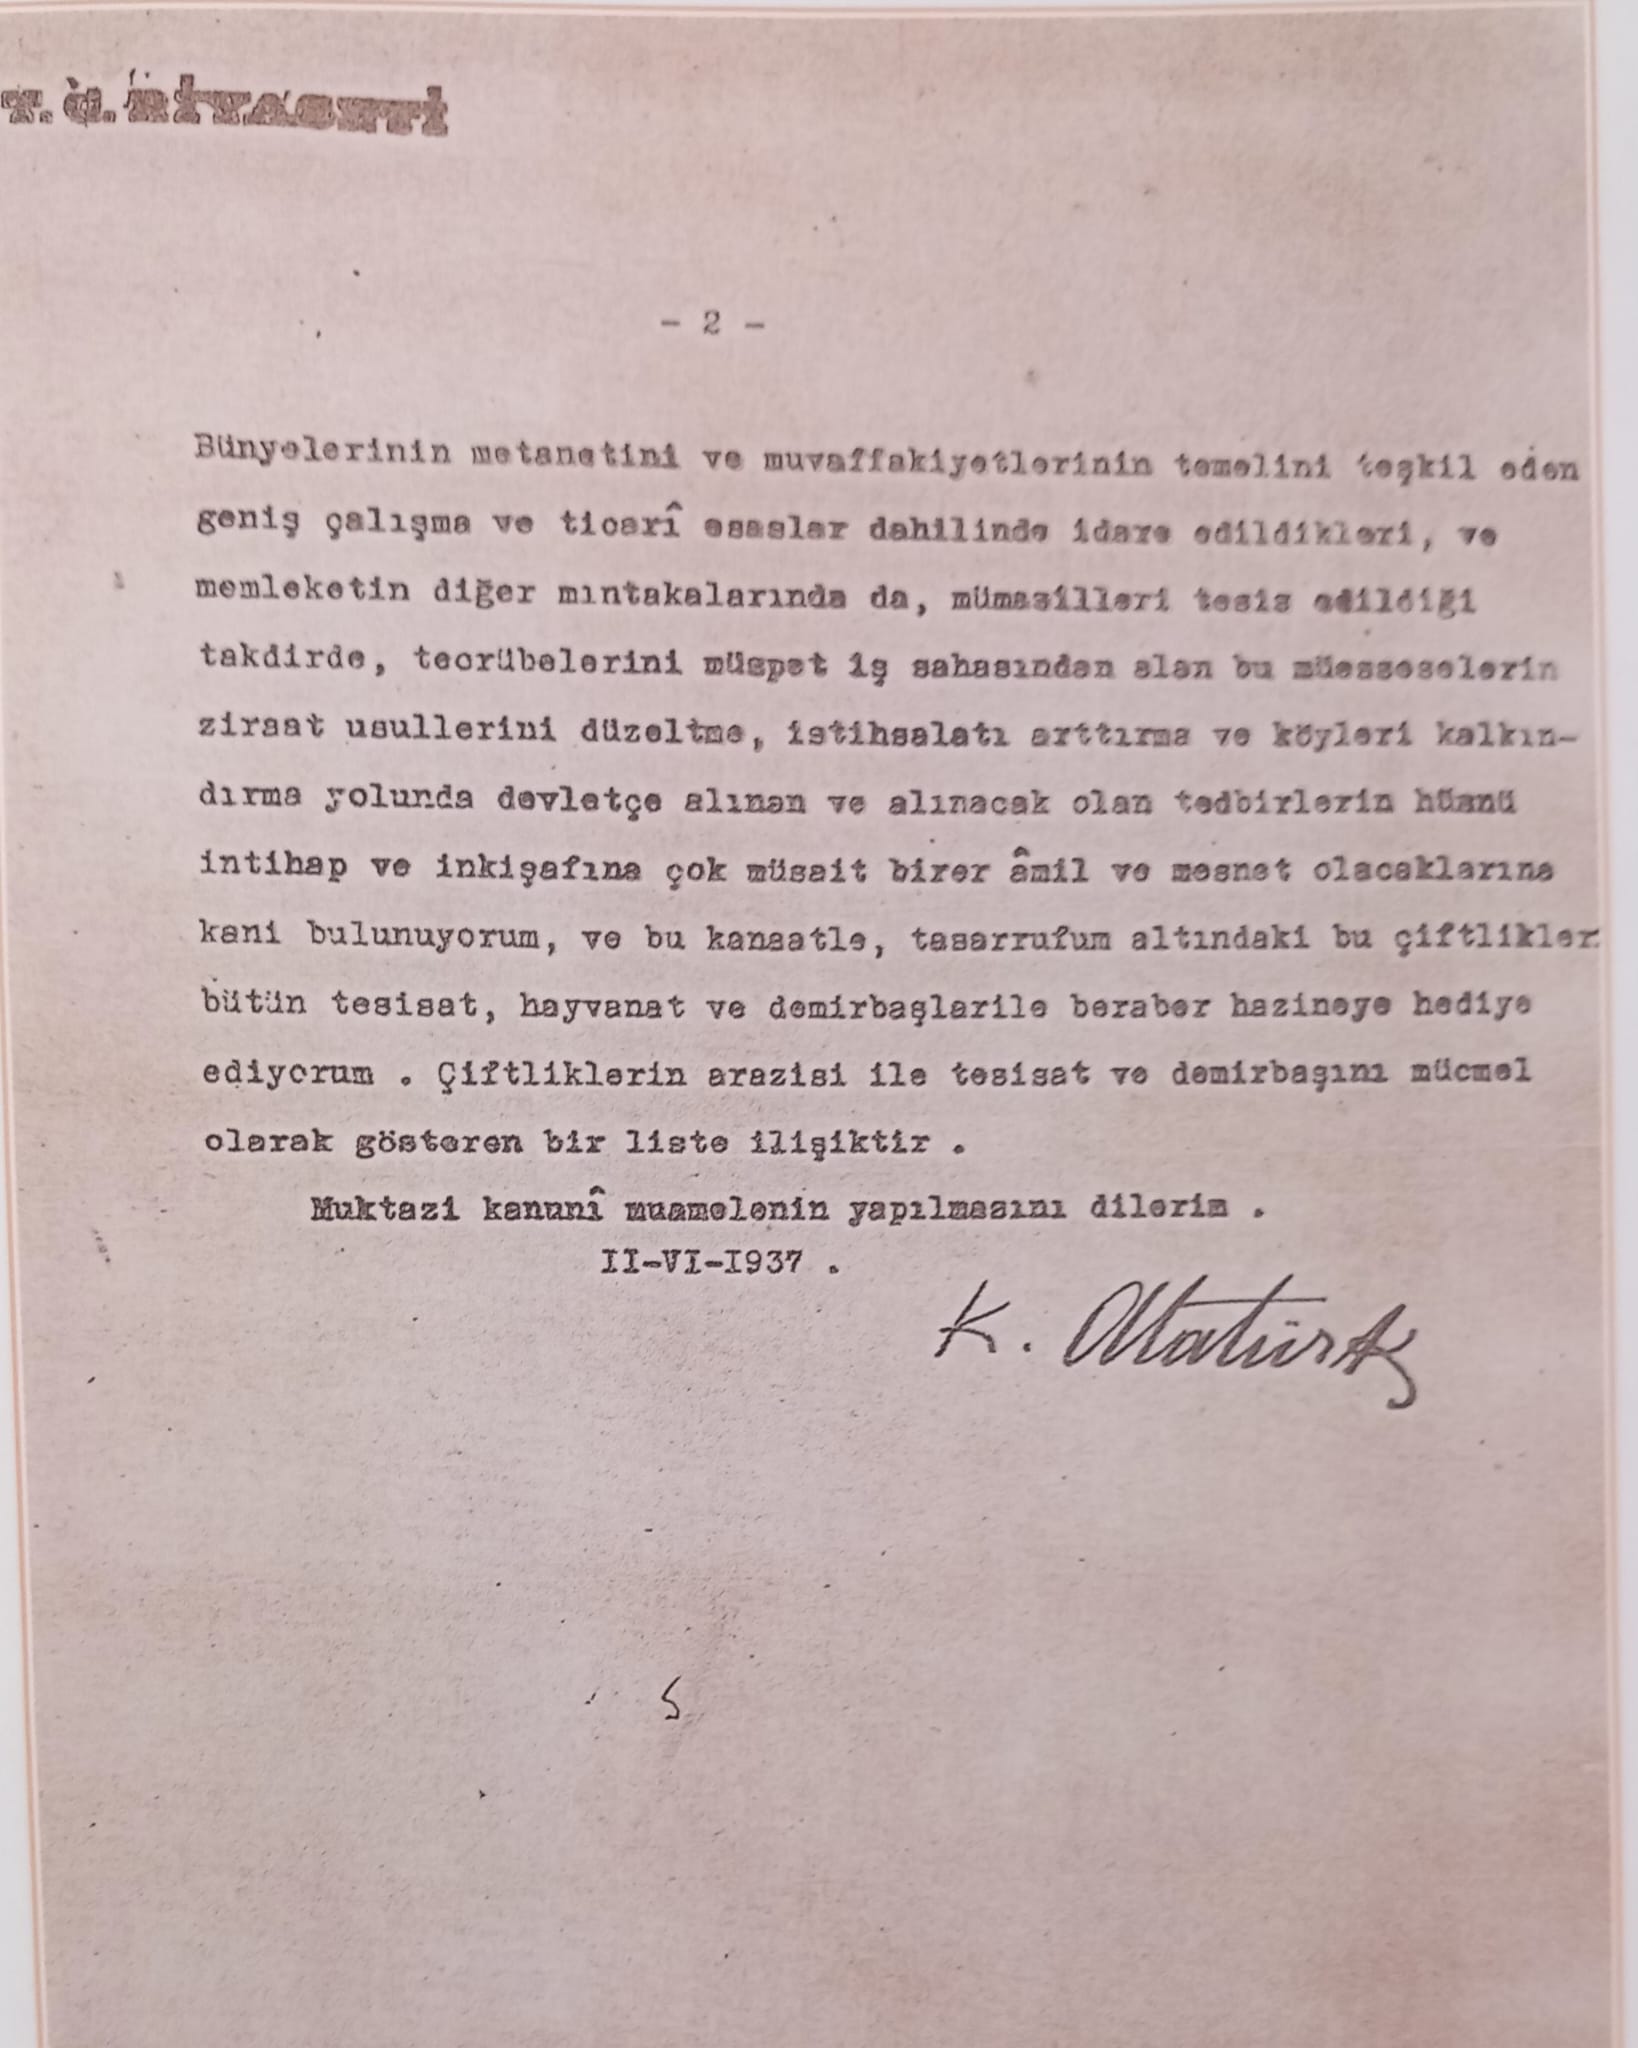 T. C. RİYASETİ
- 2 -
Bünyelerinin metanetini ve muvaffakiyetlerinin temelini teşkil eden
geniş çalışma ve ticarî esaslar dahilinde idare edildikleri, ve
memleketin diğer mıntakalarında da, mümasilleri tesis edildiği
takdirde, tecrübelerini müspet iş sahasından alan bu müesseselerin
ziraat usullerini düzeltme, istihsalatı arttırma ve köyleri kalkın-
dırma yolunda devletçe alınan ve alınacak olan tedbirlerin hüsnü
intihap ve inkişafına çok müsait birer âmil ve mesnet olacaklarına
kani bulunuyorum, ve bu kanaatle, tasarrufum altındaki bu çiftlikler
bütün tesisat, hayvanat ve demirbaşlarile beraber hazineye hediye
ediyorum . Çiftliklerin arazisi ile tesisat ve demirbaşını mücmel
olarak gösteren bir liste ilişiktir .
Muktazi kanunî muamelenin yapılmasını dilerim .
II-VI-I937 .
K. Atatürk